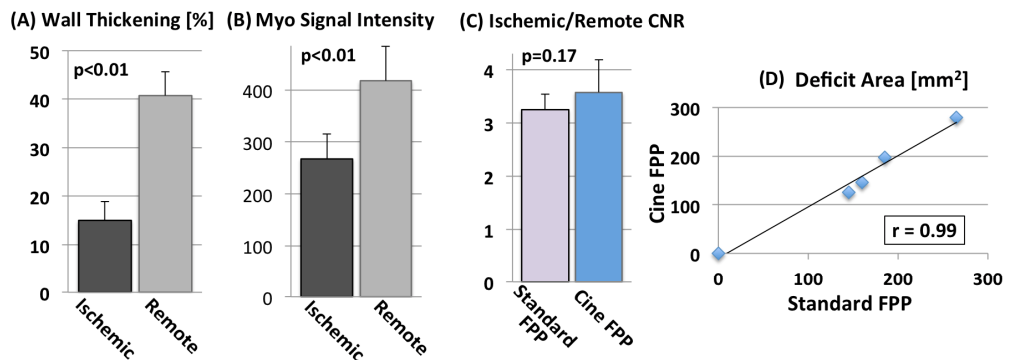 (A) Wall Thickening [%]
50
40
30
20
10
0
p<0.01
Ischemic
Remote
(B) Myo Signal Intensity
400
300
200
100
0
p<0.01
Ischemic
Remote
(C) Ischemic/Remote CNR
4
3
2
1
0
p=0.17
Standard
FPP
Cine FPP
(D) Deficit Area [mm²]
Cine FPP
300
200
100
0
r = 0.99
0 100 200 300
Standard FPP